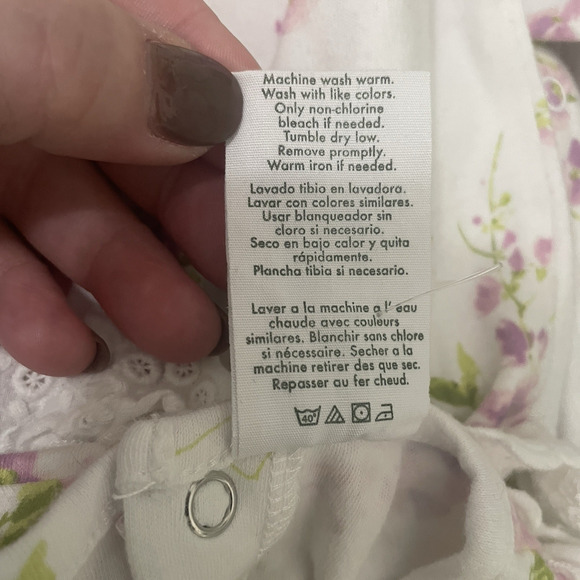 Machine wash warm.
Wash with like colors.
Only non-chlorine
bleach if needed.
Tumble dry low.
Remove promptly.
Warm iron if needed.
Lavado tibio en lavadora.
Lavar con colores similares.
Usar blanqueador sin
cloro si necesario.
Seco en bajo calor y quita
rápidamente.
Plancha tibia si necesario.
Laver a la machine a l' eau
chaude avec couleurs
similares. Blanchir sans chlore
si nécessaire. Secher a la
machine retirer des que sec.
Repasser au fer cheud.
40°